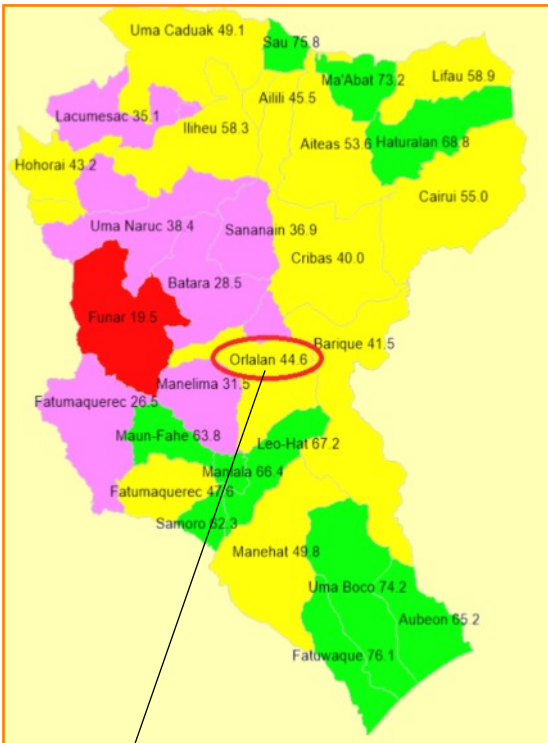 Uma Caduak 49.1
Sau 75.8
Ma'Abat 73.2
Lifau 58.9
Ailili 45.5
Lacumesac 35.1
Iliheu 58.3
Aiteas 53.6
Haturalan 68.8
Hohorai 43.2
Cairui 55.0
Uma Naruc 38.4
Sananain 36.9
Cribas 40.0
Batara 28.5
Funar 19.5
Barique 41.5
Orlalan 44.6
Manelima 31.5
Fatumaquerec 26.5
Maun-Fahe 63.8
Leo-Hat 67.2
Manlala 66.4
Fatumaquerec 47.6
Samoro 62.3
Manehat 49.8
Uma Boco 74.2
Aubeon 65.2
Fatuwaque 76.1